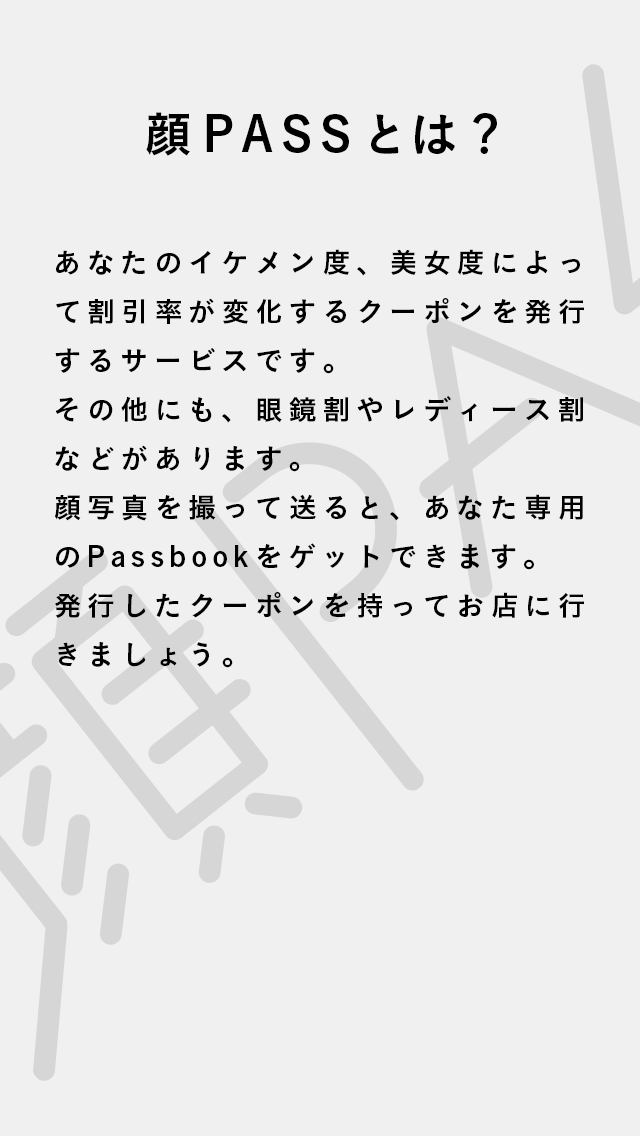 顔PASSとは？
あなたのイケメン度、美女度によっ
て割引率が変化するクーポンを発行
するサービスです。
その他にも、眼鏡割やレディース割
などがあります。
顔写真を撮って送ると、あなた専用
のPassbookをゲットできます。
発行したクーポンを持ってお店に行
きましょう。
顔PAS